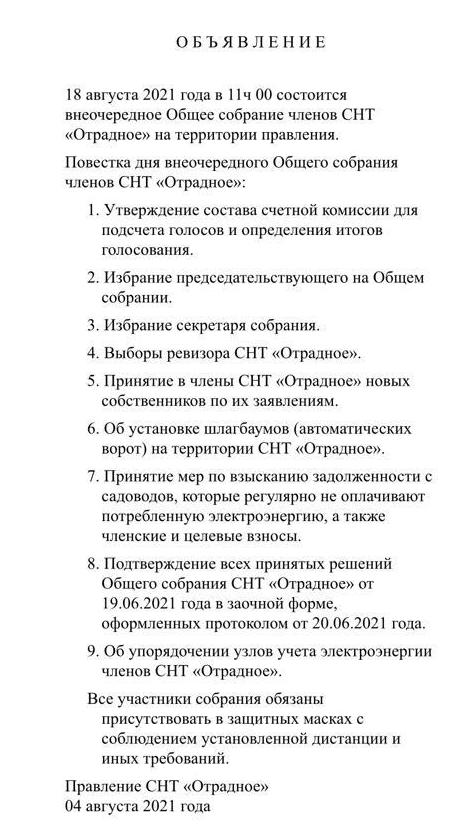 ОБЪЯВЛЕНИЕ
18 августа 2021 года в 11ч 00 состоится
внеочередное Общее собрание членов СНТ
«Отрадное» на территории правления.
Повестка дня внеочередного Общего собрания
членов СНТ «Отрадное»:
1. Утверждение состава счетной комиссии для
подсчета голосов и определения итогов
голосования.
2. Избрание председательствующего на Общем
собрании.
3. Избрание секретаря собрания.
4. Выборы ревизора СНТ «Отрадное».
5. Принятие в члены СНТ «Отрадное» новых
собственников по их заявлениям.
6. Об установке шлагбаумов (автоматических
ворот) на территории СНТ «Отрадное».
7. Принятие мер по взысканию задолженности с
садоводов, которые регулярно не оплачивают
потребленную электроэнергию, а также
членские и целевые взносы.
8. Подтверждение всех принятых решений
Общего собрания СНТ «Отрадное» от
19.06.2021 года в заочной форме,
оформленных протоколом от 20.06.2021 года.
9. Об упорядочении узлов учета электроэнергии
членов СНТ «Отрадное».
Все участники собрания обязаны
присутствовать в защитных масках с
соблюдением установленной дистанции и
иных требований.
Правление СНТ «Отрадное»
04 августа 2021 года